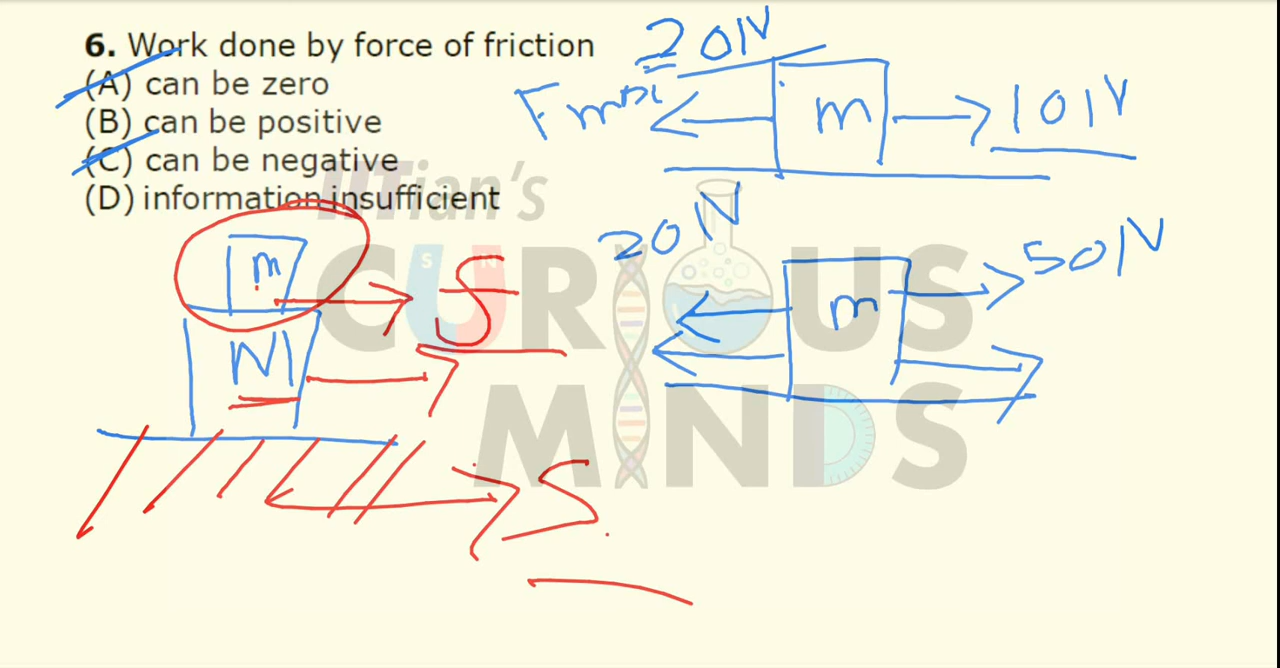 6. Work done by force of friction
(A) can be zero
(B) can be positive
(C) can be negative
(D) information insufficient
20N
Fmax
m
10N
20N
m
50N
m
S
M
S
IITian's
CURIOUS
S N
MINDS